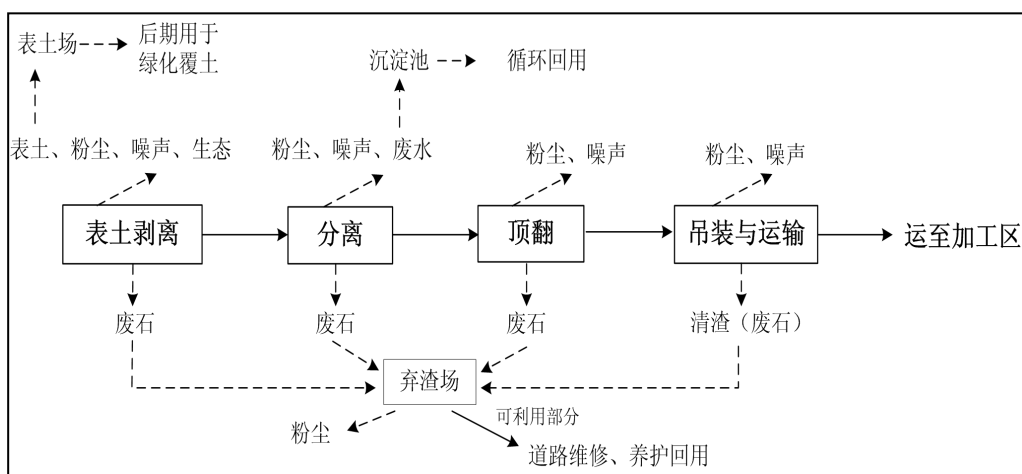 表土场
后期用于
绿化覆土
沉淀池
循环回用
表土、粉尘、噪声、生态
粉尘、噪声、废水
粉尘、噪声
粉尘、噪声
表土剥离
分离
顶翻
吊装与运输
运至加工区
废石
废石
废石
清渣（废石）
弃渣场
粉尘
可利用部分
道路维修、养护回用